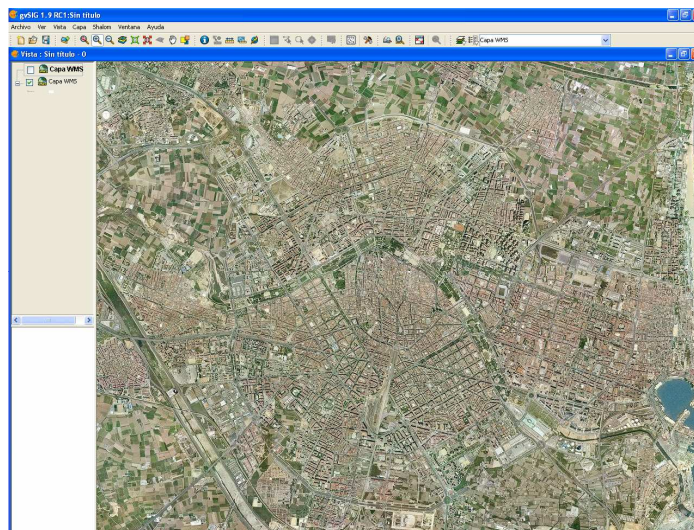 gvSIG 1.9 RC1:Sin título
Archivo Ver Vista Capa Shalom Ventana Ayuda
Capa WMS
Vista : Sin título - 0
Capa WMS
Capa WMS